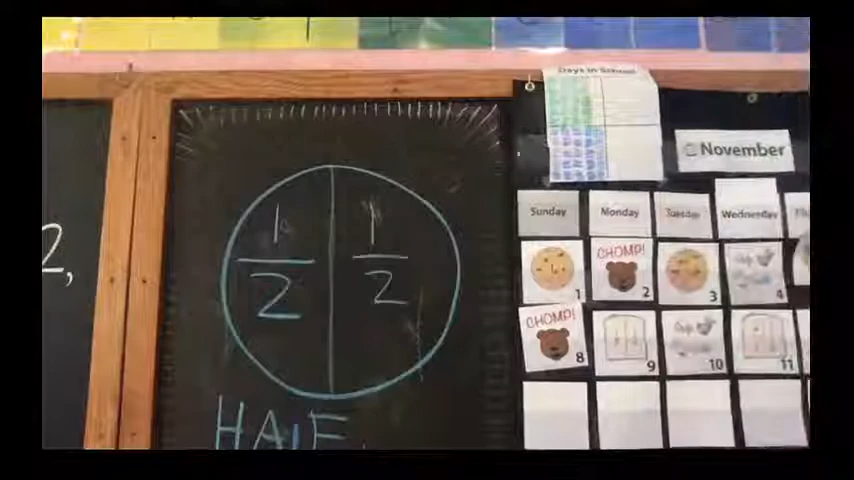 Days in School
November
Sunday Monday Tuesday Wednesday
1 2 3 4
CHOMP!
8 9 10 11
CHOMP!
2,
1 1
2 2
HALF